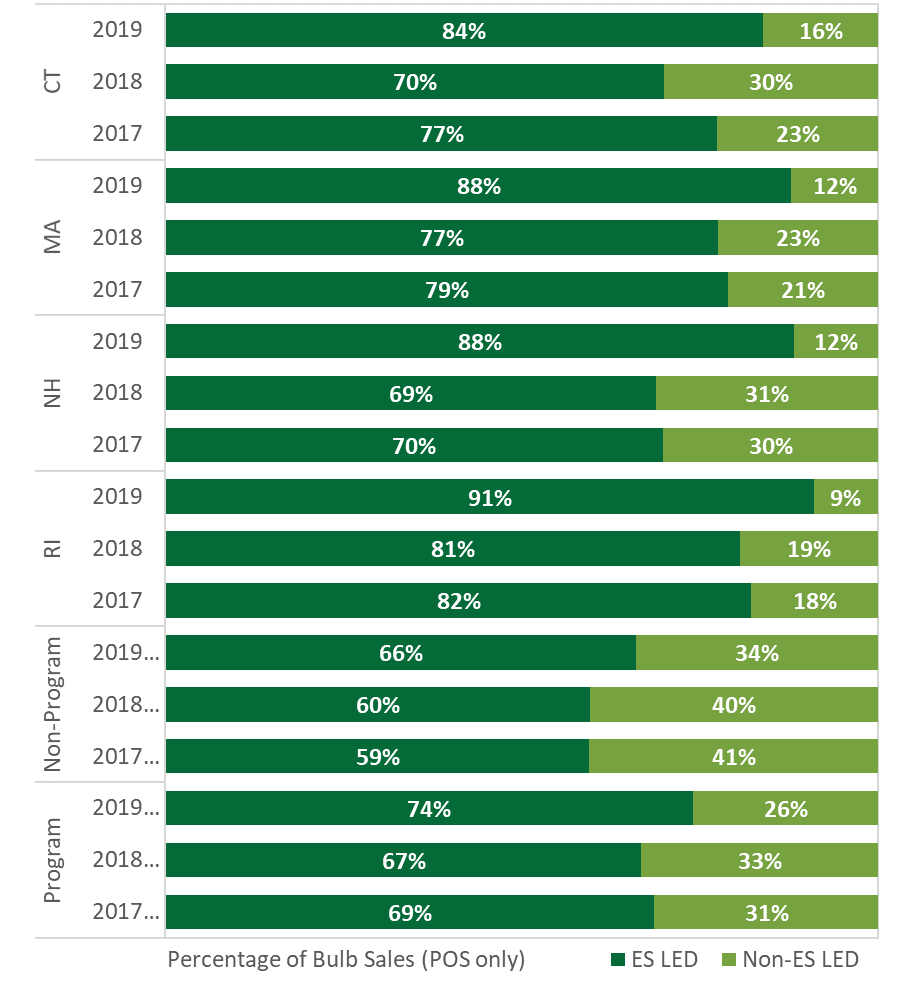 CT
2019 84% 16%
2018 70% 30%
2017 77% 23%
MA
2019 88% 12%
2018 77% 23%
2017 79% 21%
NH
2019 88% 12%
2018 69% 31%
2017 70% 30%
RI
2019 91% 9%
2018 81% 19%
2017 82% 18%
Non-Program
2019... 66% 34%
2018... 60% 40%
2017... 59% 41%
Program
2019... 74% 26%
2018... 67% 33%
2017... 69% 31%
Percentage of Bulb Sales (POS only) ES LED Non-ES LED